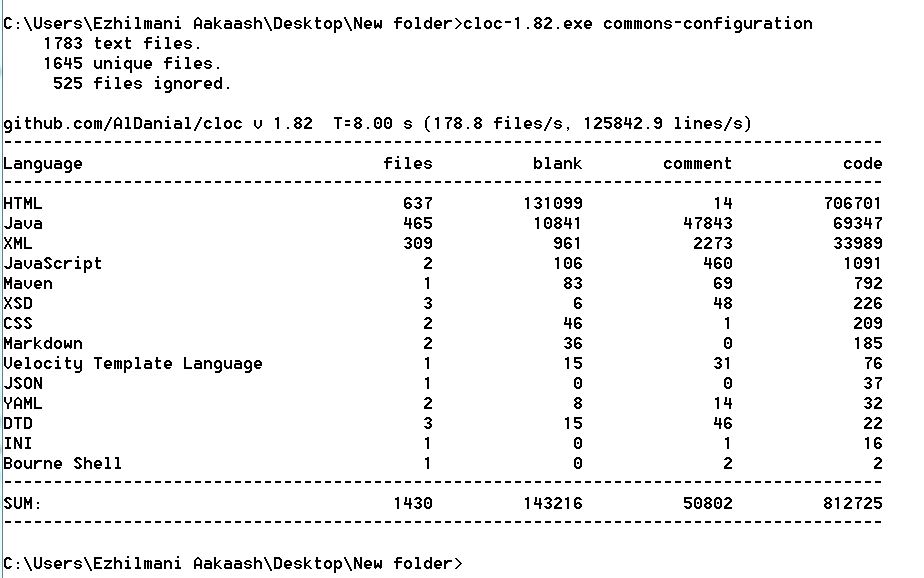 C:\Users\Ezhilmani Aakaash\Desktop\New folder>cloc-1.82.exe commons-configuration
    1783 text files.
    1645 unique files.
     525 files ignored.

github.com/AlDanial/cloc v 1.82  T=8.00 s (178.8 files/s, 125842.9 lines/s)
----------------------------------------------------------------------------------------
Language                              files          blank        comment           code
----------------------------------------------------------------------------------------
HTML                                    637         131099             14         706701
Java                                    465          10841          47843          69347
XML                                     309            961           2273          33989
JavaScript                                2            106            460           1091
Maven                                     1             83             69            792
XSD                                       3              6             48            226
CSS                                       2             46              1            209
Markdown                                  2             36              0            185
Velocity Template Language                1             15             31             76
JSON                                      1              0              0             37
YAML                                      2              8             14             32
DTD                                       3             15             46             22
INI                                       1              0              1             16
Bourne Shell                              1              0              2              2
----------------------------------------------------------------------------------------
SUM:                                   1430         143216          50802         812725
----------------------------------------------------------------------------------------

C:\Users\Ezhilmani Aakaash\Desktop\New folder>